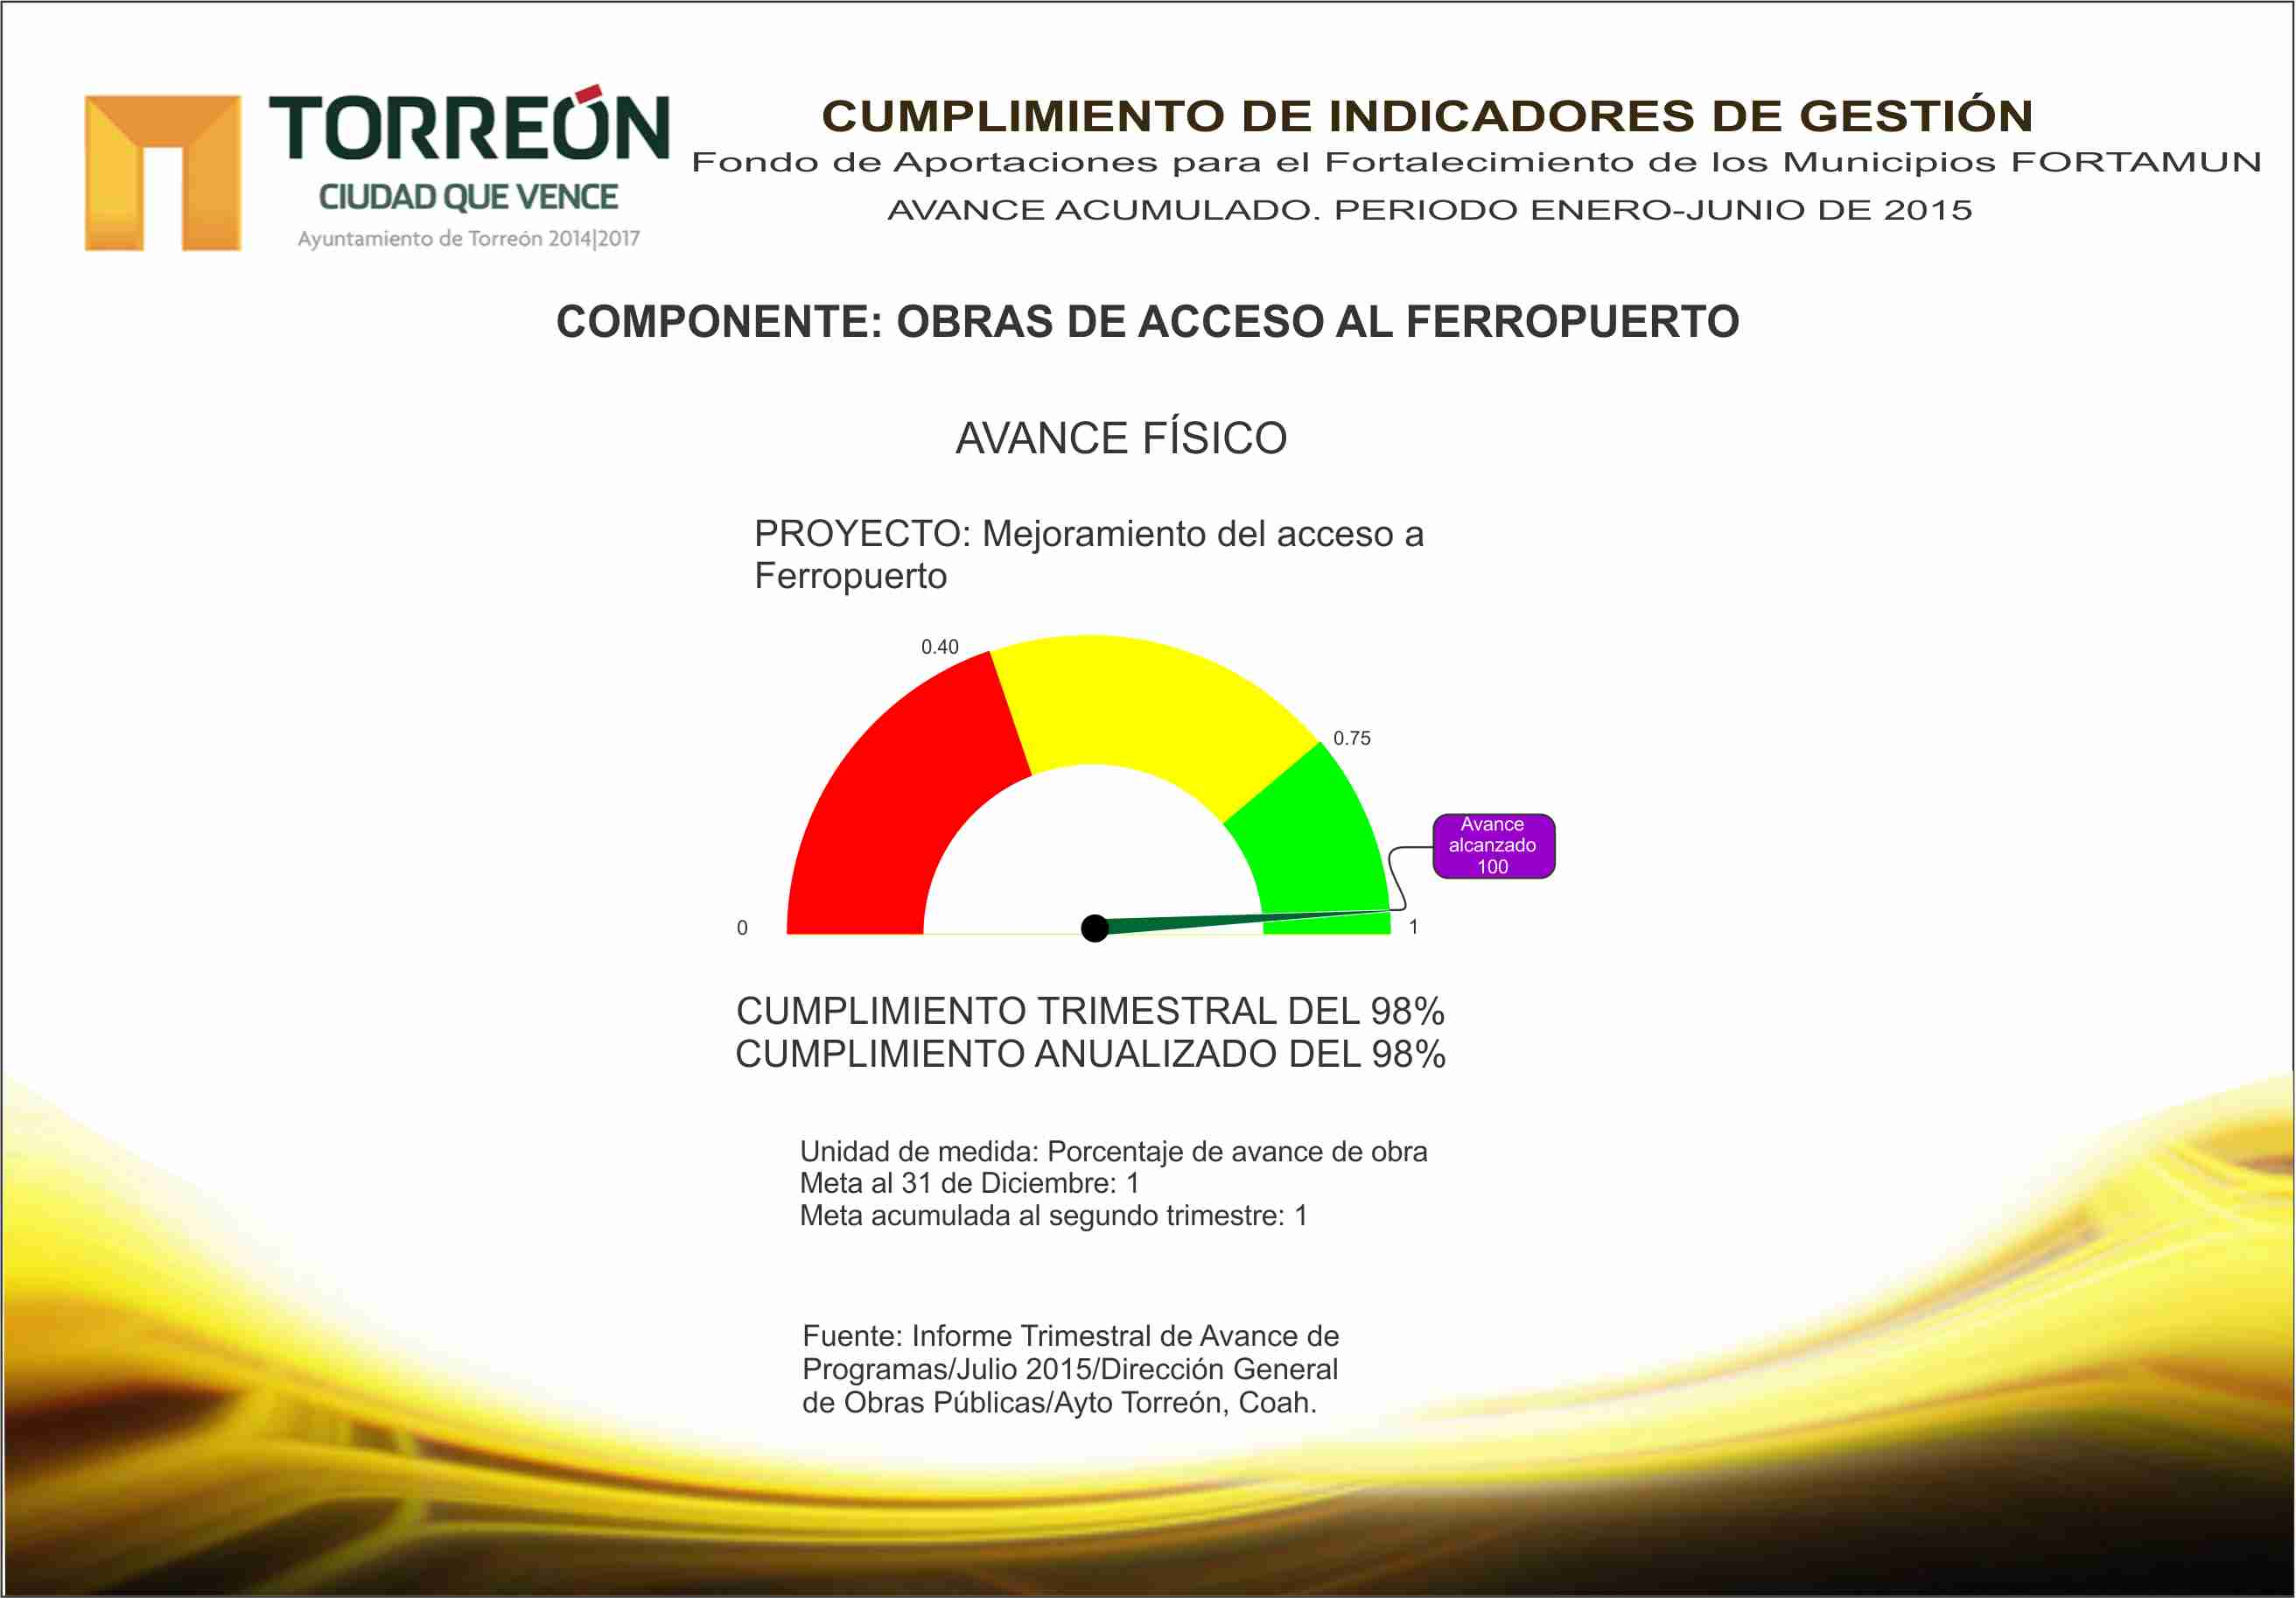 TORREÓN
CIUDAD QUE VENCE
Ayuntamiento de Torreón 2014|2017
CUMPLIMIENTO DE INDICADORES DE GESTIÓN
Fondo de Aportaciones para el Fortalecimiento de los Municipios FORTAMUN
AVANCE ACUMULADO. PERIODO ENERO-JUNIO DE 2015
COMPONENTE: OBRAS DE ACCESO AL FERROPUERTO
AVANCE FÍSICO
PROYECTO: Mejoramiento del acceso a
Ferropuerto
0.40
0.75
Avance
alcanzado
100
0
1
CUMPLIMIENTO TRIMESTRAL DEL 98%
CUMPLIMIENTO ANUALIZADO DEL 98%
Unidad de medida: Porcentaje de avance de obra
Meta al 31 de Diciembre: 1
Meta acumulada al segundo trimestre: 1
Fuente: Informe Trimestral de Avance de
Programas/Julio 2015/Dirección General
de Obras Públicas/Ayto Torreón, Coah.